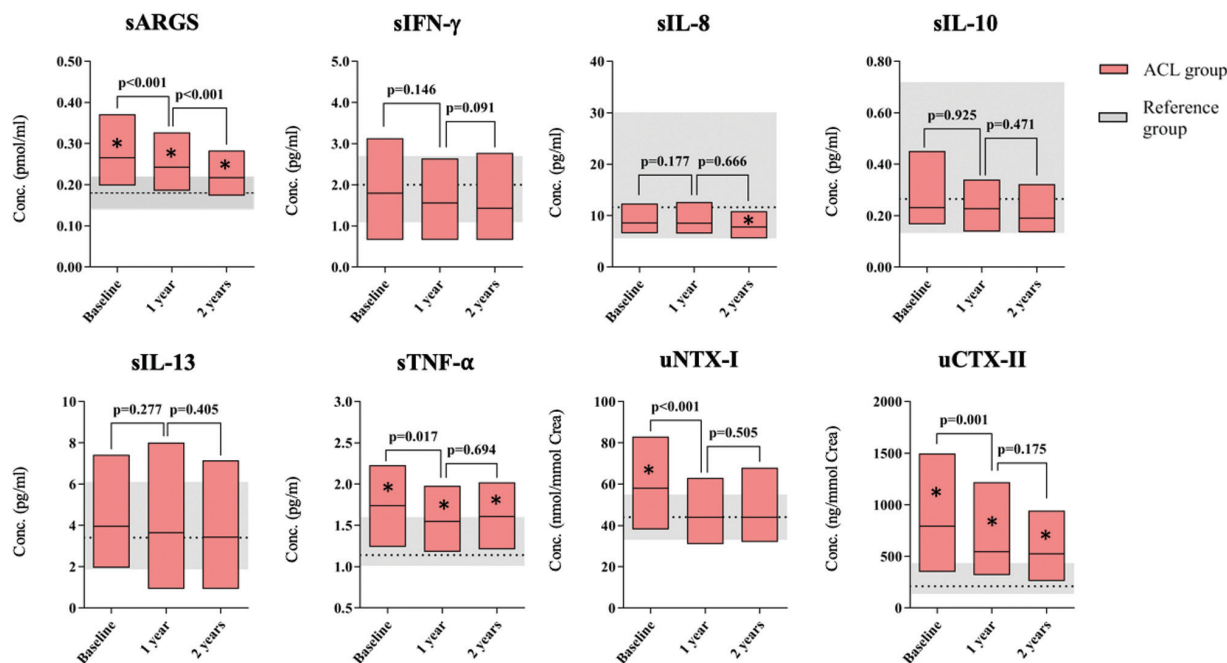 sARGS
Conc. (pmol/ml)
0.50
0.40
0.30
0.20
0.10
0.00
p<0.001
p<0.001
*
*
*
Baseline
1 year
2 years
sIFN-γ
Conc. (pg/ml)
5.0
4.0
3.0
2.0
1.0
0.0
p=0.146
p=0.091
Baseline
1 year
2 years
sIL-8
Conc. (pg/ml)
40
30
20
10
0
p=0.177
p=0.666
*
Baseline
1 year
2 years
sIL-10
Conc. (pg/ml)
0.80
0.60
0.40
0.20
0.00
p=0.925
p=0.471
Baseline
1 year
2 years
ACL group
Reference
group
sIL-13
Conc. (pg/ml)
10
8
6
4
2
0
p=0.277
p=0.405
Baseline
1 year
2 years
sTNF-α
Conc. (pg/m)
3.0
2.5
2.0
1.5
1.0
0.5
p=0.017
p=0.694
*
*
*
Baseline
1 year
2 years
uNTX-I
Conc. (nmol/mmol Crea)
100
80
60
40
20
0
p<0.001
p=0.505
*
Baseline
1 year
2 years
uCTX-II
Conc. (ng/mmol Crea)
2000
1500
1000
500
0
p=0.001
p=0.175
*
*
*
Baseline
1 year
2 years